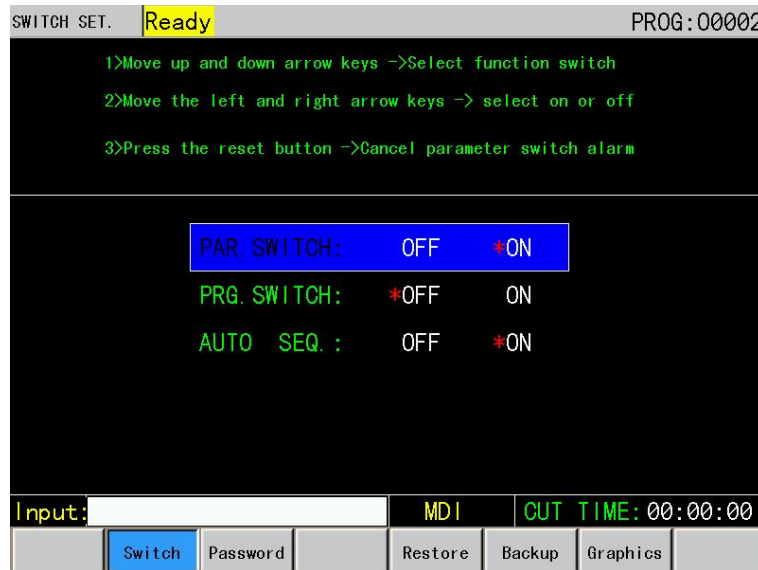 SWITCH SET. Ready PROG:O0002
1>Move up and down arrow keys ->Select function switch
2>Move the left and right arrow keys -> select on or off
3>Press the reset button ->Cancel parameter switch alarm
PAR.SWITCH: OFF *ON
PRG.SWITCH: *OFF ON
AUTO SEQ.: OFF *ON
Input: MDI CUT TIME:00:00:00
Switch Password Restore Backup Graphics